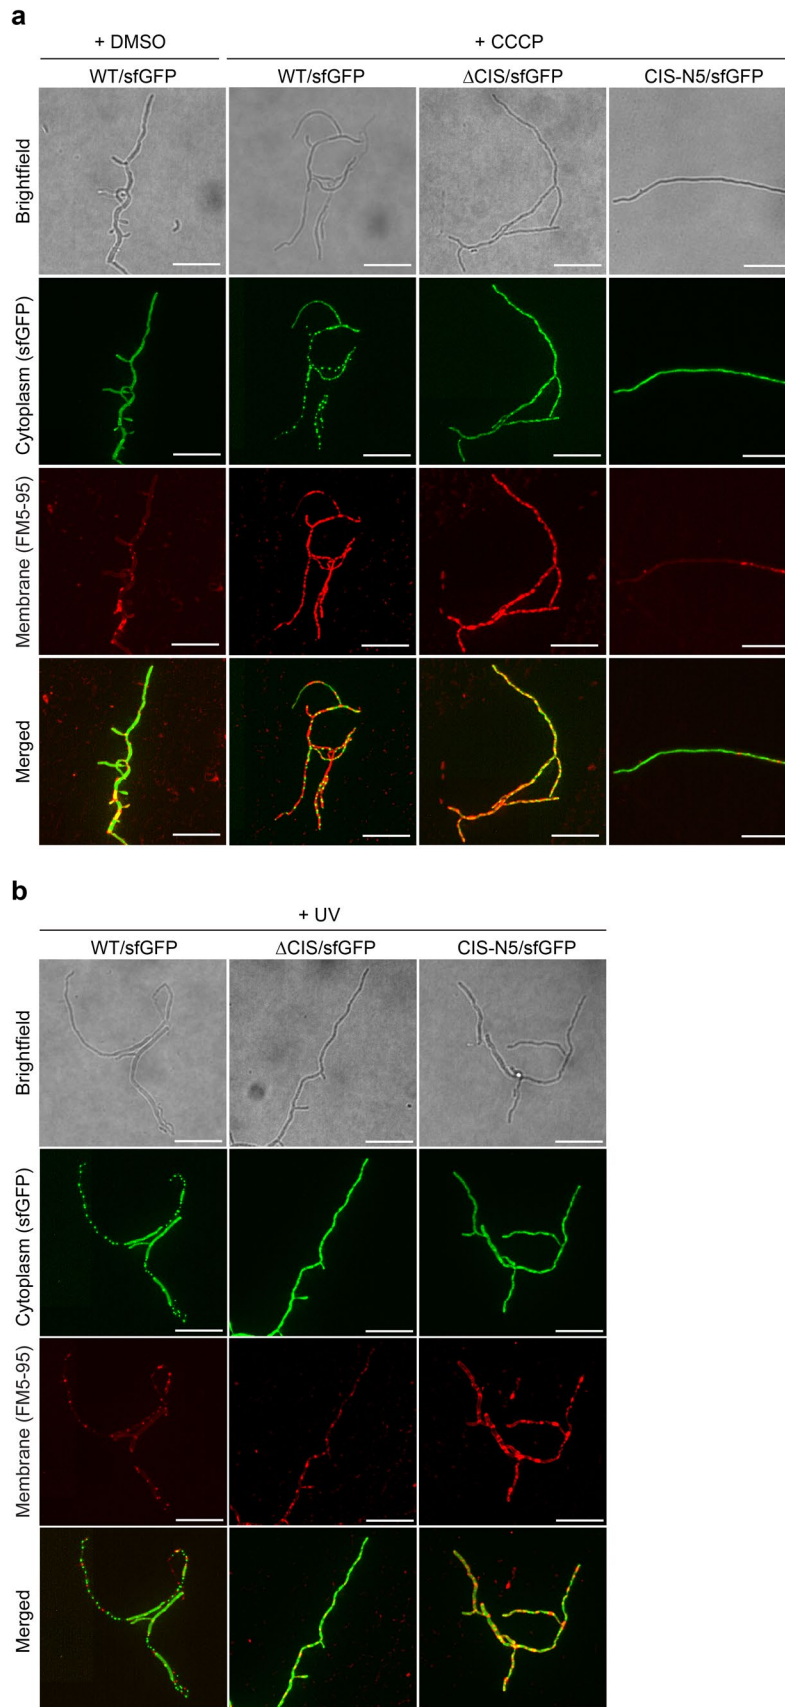 a
+ DMSO + CCCP
WT/sfGFP WT/sfGFP ΔCIS/sfGFP CIS-N5/sfGFP
Brightfield
Cytoplasm (sfGFP)
Membrane (FM5-95)
Merged
b
+ UV
WT/sfGFP ΔCIS/sfGFP CIS-N5/sfGFP
Brightfield
Cytoplasm (sfGFP)
Membrane (FM5-95)
Merged